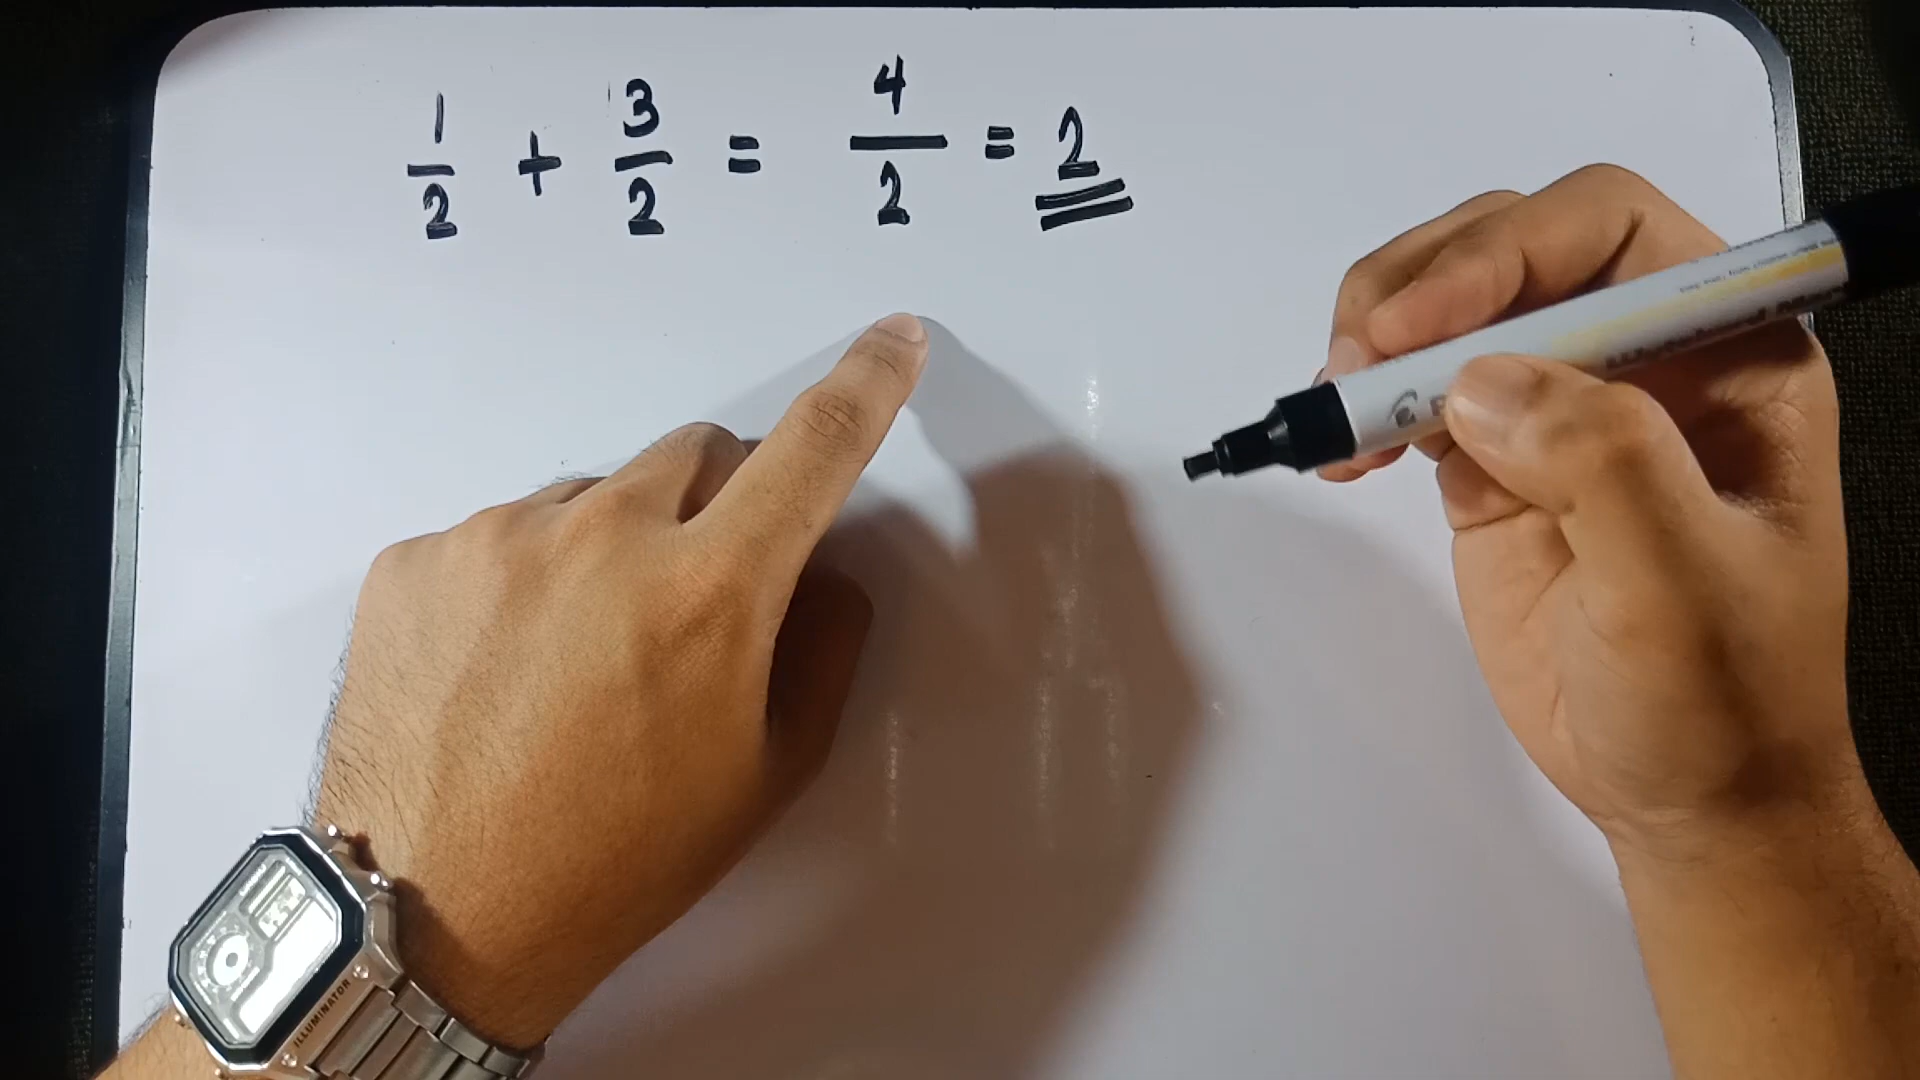 1/2 + 3/2 = 4/2 = 2
ILLUMINATOR